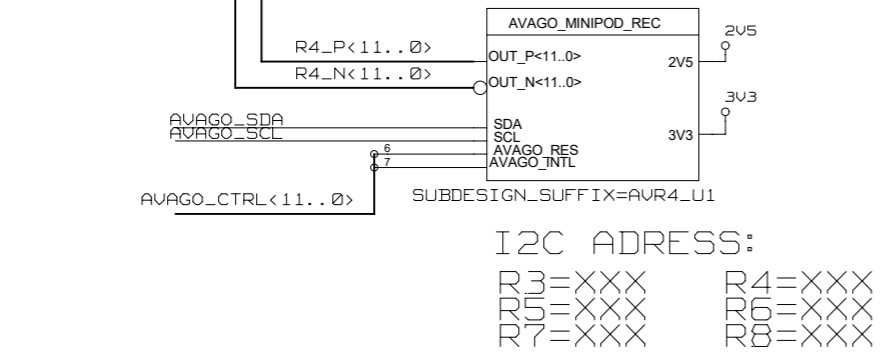 AVAGO_MINIPOD_REC
2V5
R4_P<11..0>
OUT_P<11..0>
2V5
R4_N<11..0>
OUT_N<11..0>
3V3
AVAGO_SDA
SDA
AVAGO_SCL
SCL
3V3
6
AVAGO_RES
7
AVAGO_INTL
AVAGO_CTRL<11..0>
SUBDESIGN_SUFFIX=AVR4_U1
I2C ADRESS:
R3=XXX R4=XXX
R5=XXX R6=XXX
R7=XXX R8=XXX